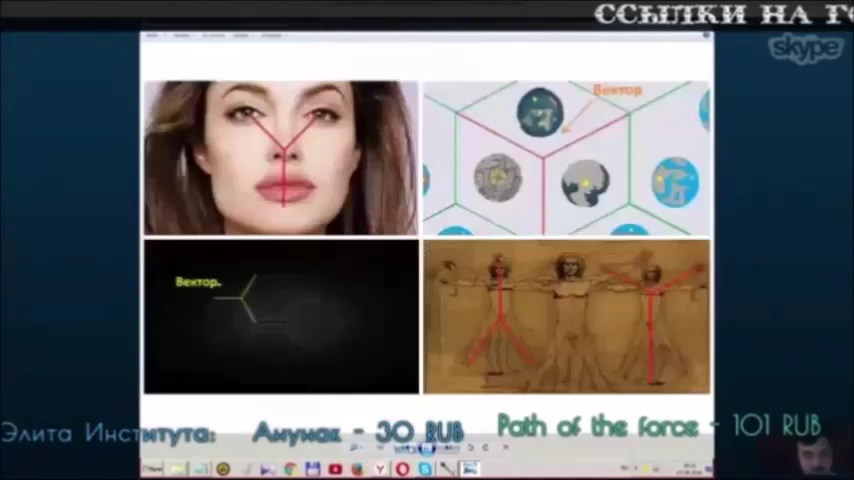 ССЫЛКИ НА ГО
skype
Вектор
Вектор
Элита Института: Анунак - 30 RUB Path of the force - 101 RUB